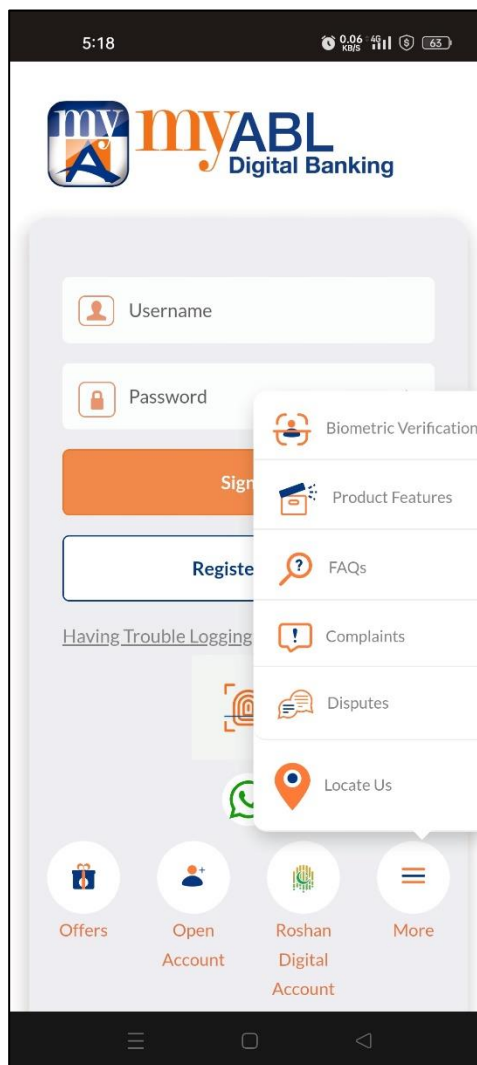 5:18
0.06 KB/S 4G 63
my
A
myABL
Digital Banking
Username
Password
Biometric Verification
Sign
Product Features
Registe
FAQs
Having Trouble Logging
Complaints
Disputes
Locate Us
Offers
Open
Account
Roshan
Digital
Account
More